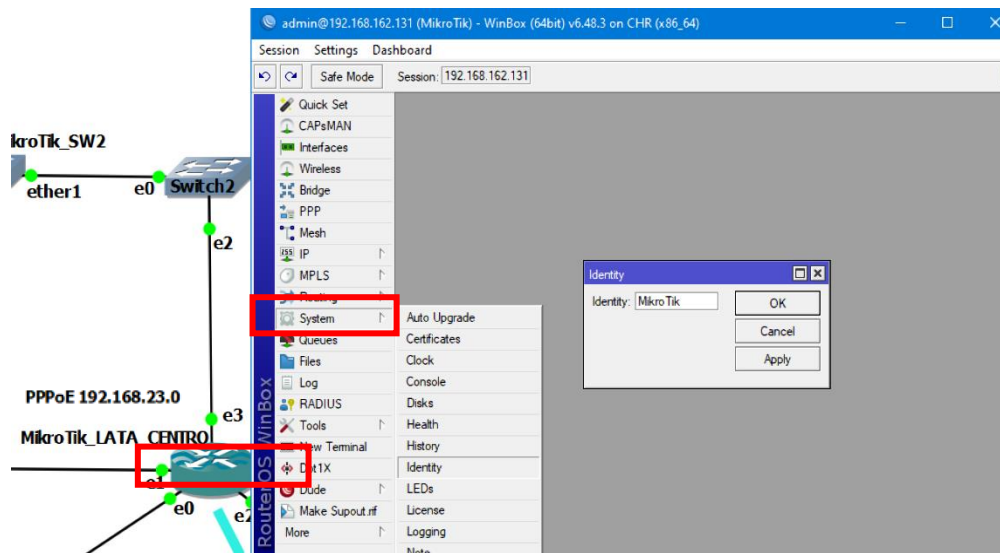 admin@192.168.162.131 (MikroTik) - WinBox (64bit) v6.48.3 on CHR (x86_64)
Session Settings Dashboard
Safe Mode Session: 192.168.162.131
Quick Set
CAPsMAN
Interfaces
Wireless
Bridge
PPP
Mesh
IP
MPLS
Routing
System
Queues
Files
Log
RADIUS
Tools
New Terminal
Dot1X
Dude
Make Supout.rif
More
RouterOS WinBox
Auto Upgrade
Certificates
Clock
Console
Disks
Health
History
Identity
LEDs
License
Logging
Identity
Identity: MikroTik
OK
Cancel
Apply
ikroTik_SW2
ether1 e0 Switch2
e2
PPPoE 192.168.23.0
e3
MikroTik_LATA_CENTRO
e1
e0 e2